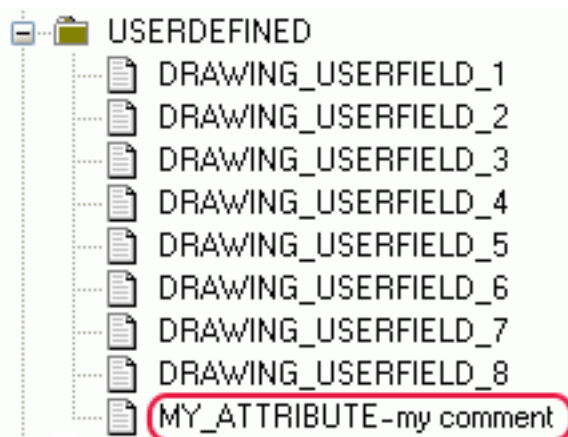 USERDEFINED
DRAWING_USERFIELD_1
DRAWING_USERFIELD_2
DRAWING_USERFIELD_3
DRAWING_USERFIELD_4
DRAWING_USERFIELD_5
DRAWING_USERFIELD_6
DRAWING_USERFIELD_7
DRAWING_USERFIELD_8
MY_ATTRIBUTE-my comment